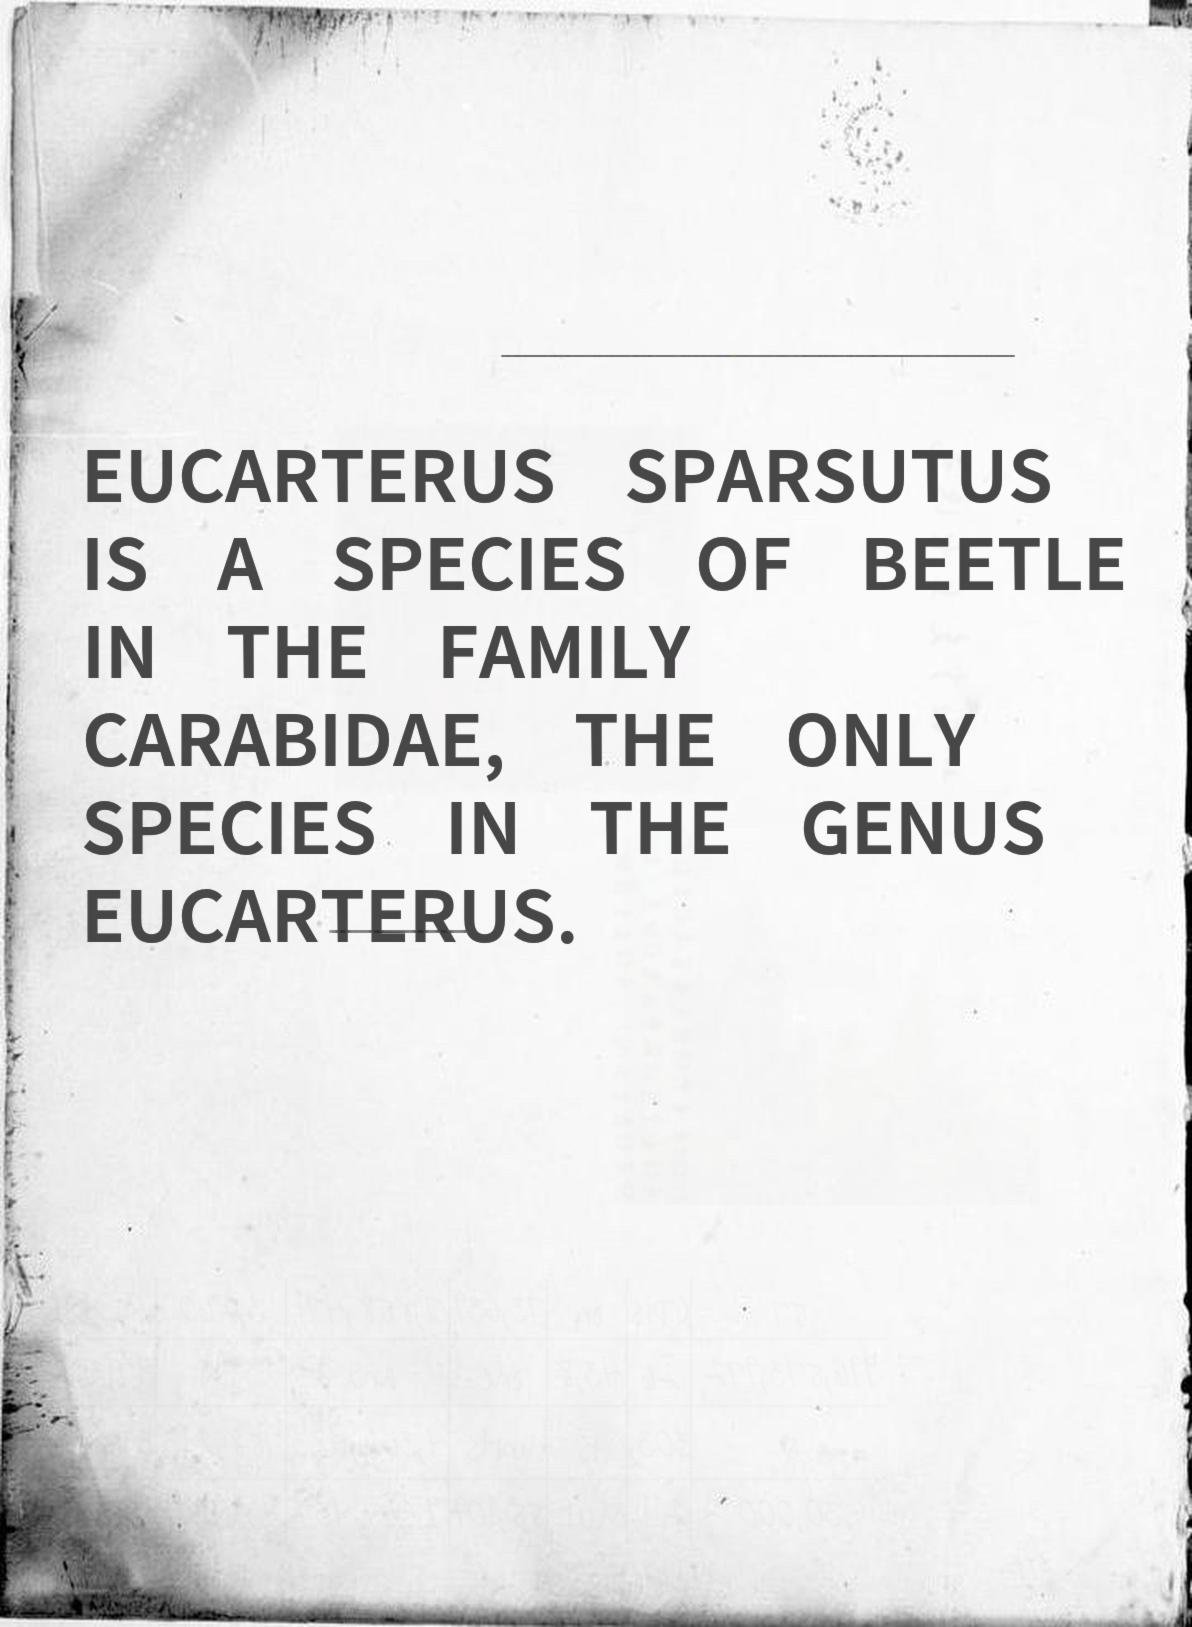 EUCARTERUS SPARSUTUS
IS A SPECIES OF BEETLE
IN THE FAMILY
CARABIDAE, THE ONLY
SPECIES IN THE GENUS
EUCARTERUS.